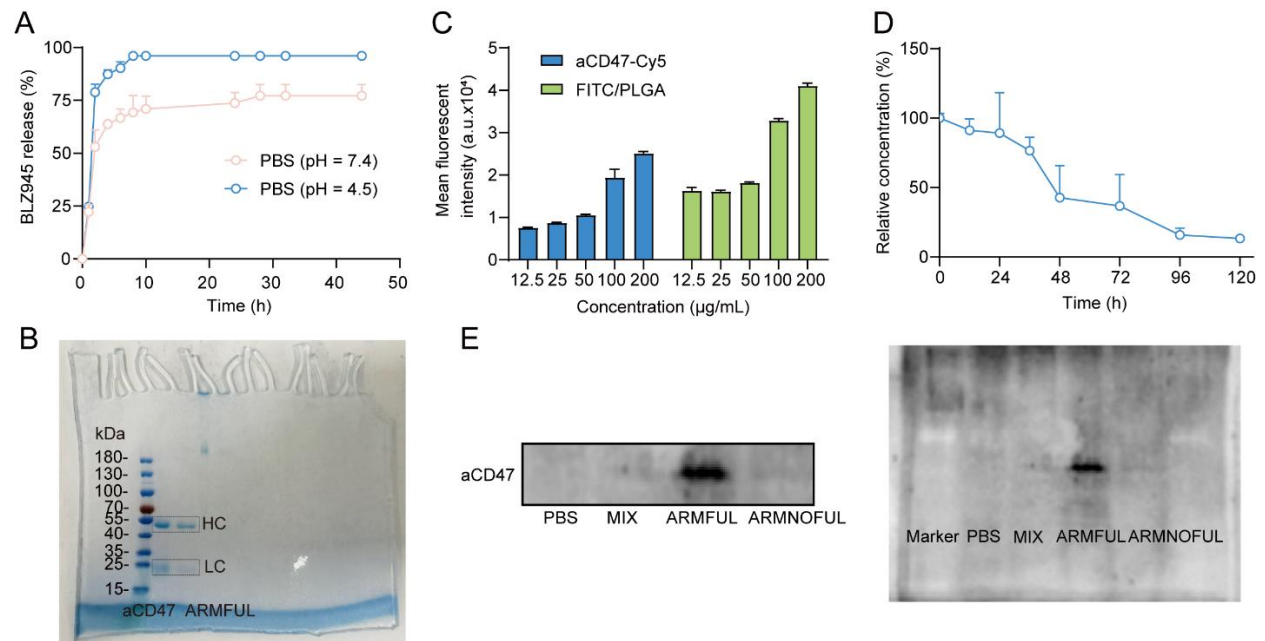 A
BLZ945 release (%)
100
75
50
25
0
PBS (pH = 7.4)
PBS (pH = 4.5)
0 10 20 30 40 50
Time (h)
C
Mean fluorescent
intensity (a.u.x10⁴)
5
4
3
2
1
0
aCD47-Cy5
FITC/PLGA
12.5 25 50 100 200 12.5 25 50 100 200
Concentration (µg/mL)
D
Relative concentration (%)
150
100
50
0
0 24 48 72 96 120
Time (h)
B
kDa
180-
130-
100-
70-
55-
40-
35-
25-
15-
HC
LC
aCD47 ARMFUL
E
aCD47
PBS MIX ARMFUL ARMNOFUL
Marker PBS MIX ARMFUL ARMNOFUL